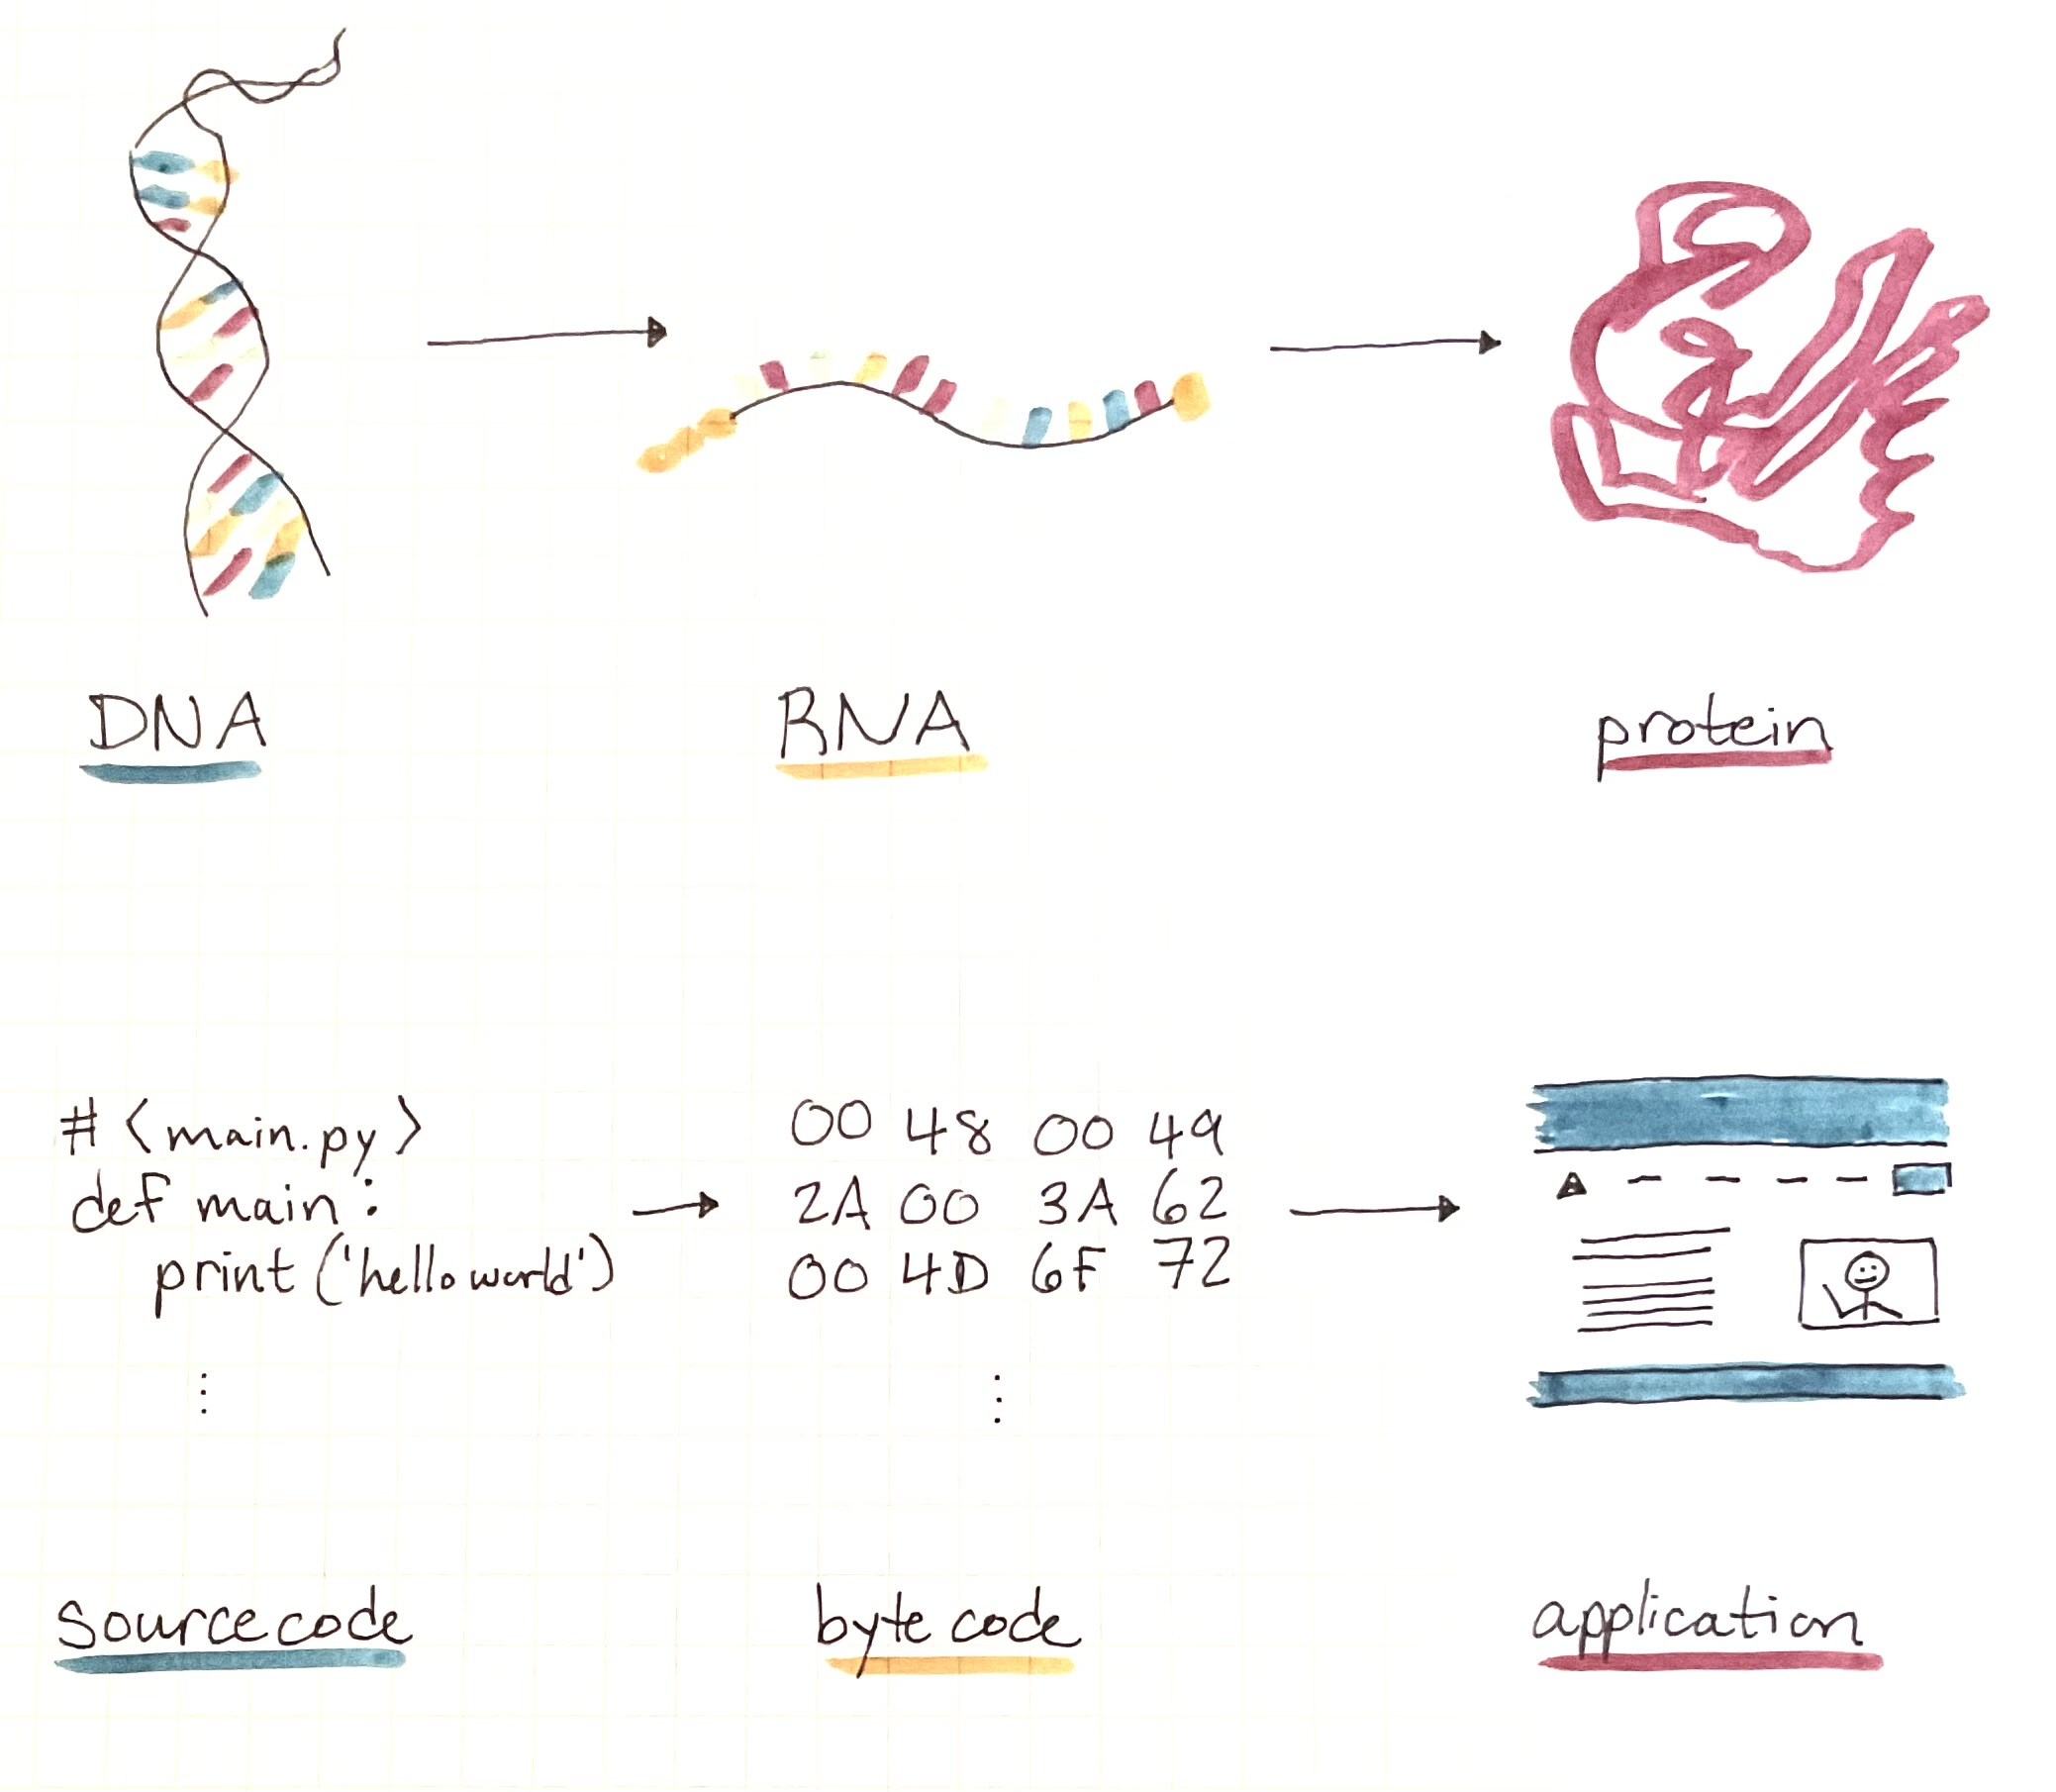 DNA
RNA
protein
# <main.py>
def main:
print('hello world')
⋮
00 48 00 49
2A 00 3A 62
00 4D 6F 72
⋮
source code
byte code
application